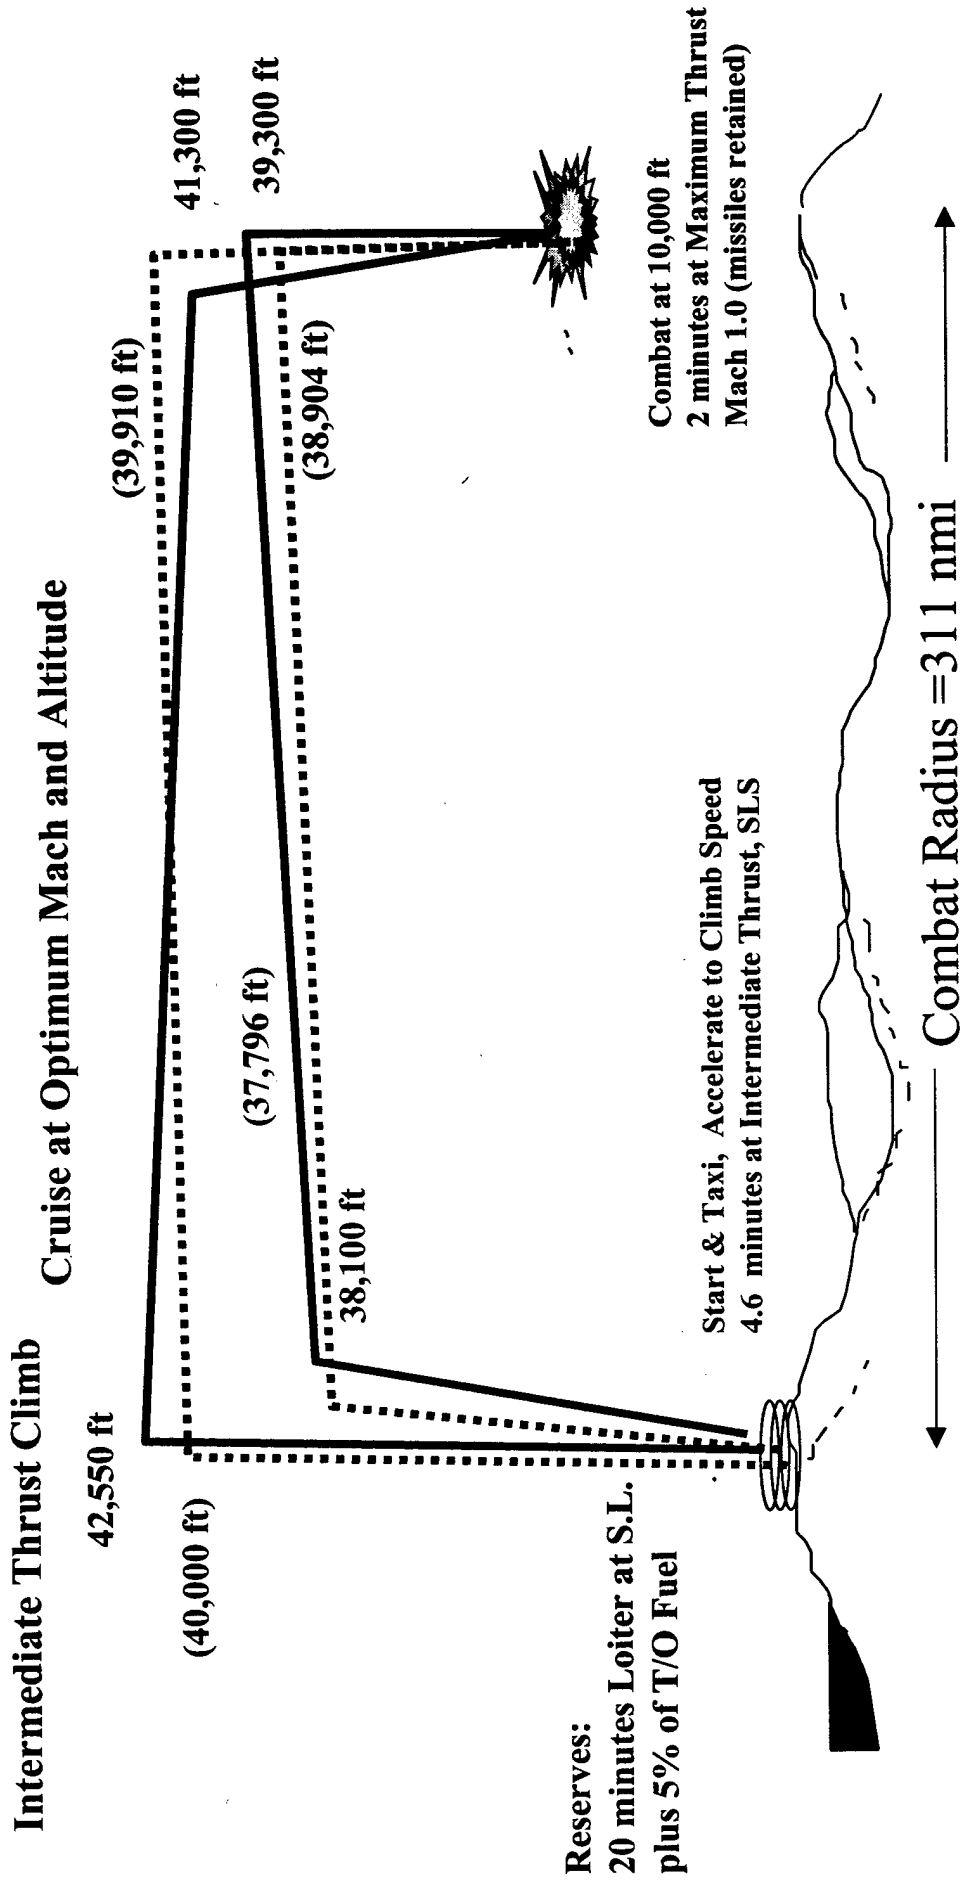 Intermediate Thrust Climb
Cruise at Optimum Mach and Altitude
42,550 ft
(39,910 ft)
41,300 ft
(40,000 ft)
(37,796 ft)
39,300 ft
38,100 ft
(38,904 ft)
Reserves:
20 minutes Loiter at S.L.
plus 5% of T/O Fuel
Start & Taxi, Accelerate to Climb Speed
4.6 minutes at Intermediate Thrust, SLS
Combat at 10,000 ft
2 minutes at Maximum Thrust
Mach 1.0 (missiles retained)
Combat Radius =311 nmi